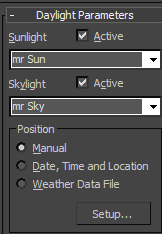 - Daylight Parameters
Sunlight Active
mr Sun
Skylight Active
mr Sky
Position
Manual
Date, Time and Location
Weather Data File
Setup...